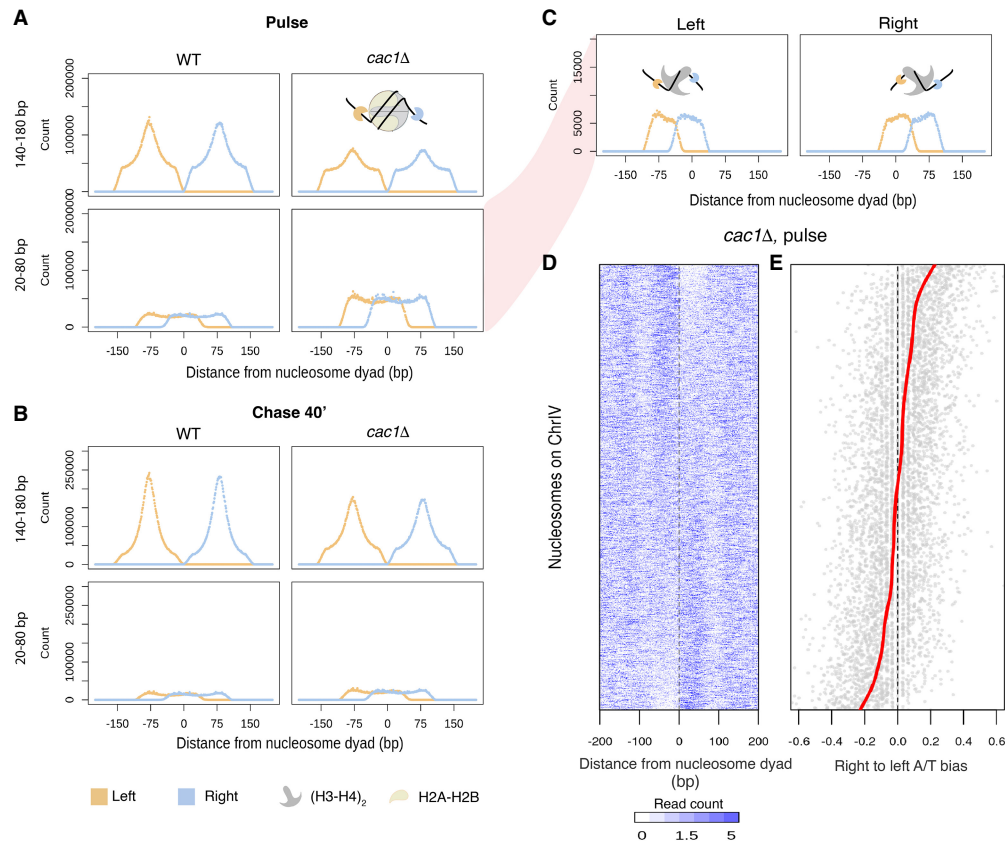 A
Pulse
WT
cac1Δ
140-180 bp
Count
0
100000
200000
20-80 bp
Count
0
100000
200000
-150 -75 0 75 150
-150 -75 0 75 150
Distance from nucleosome dyad (bp)
B
Chase 40'
WT
cac1Δ
140-180 bp
Count
0
100000
250000
20-80 bp
Count
0
100000
250000
-150 -75 0 75 150
-150 -75 0 75 150
Distance from nucleosome dyad (bp)
Left
Right
(H3-H4)2
H2A-H2B
C
Left
Right
Count
0
5000
15000
-150 -75 0 75 150
-150 -75 0 75 150
Distance from nucleosome dyad (bp)
cac1Δ, pulse
D
Nucleosomes on ChrIV
-200 -100 0 100 200
Distance from nucleosome dyad
(bp)
Read count
0 1.5 5
E
-0.6 -0.4 -0.2 0.0 0.2 0.4 0.6
Right to left A/T bias